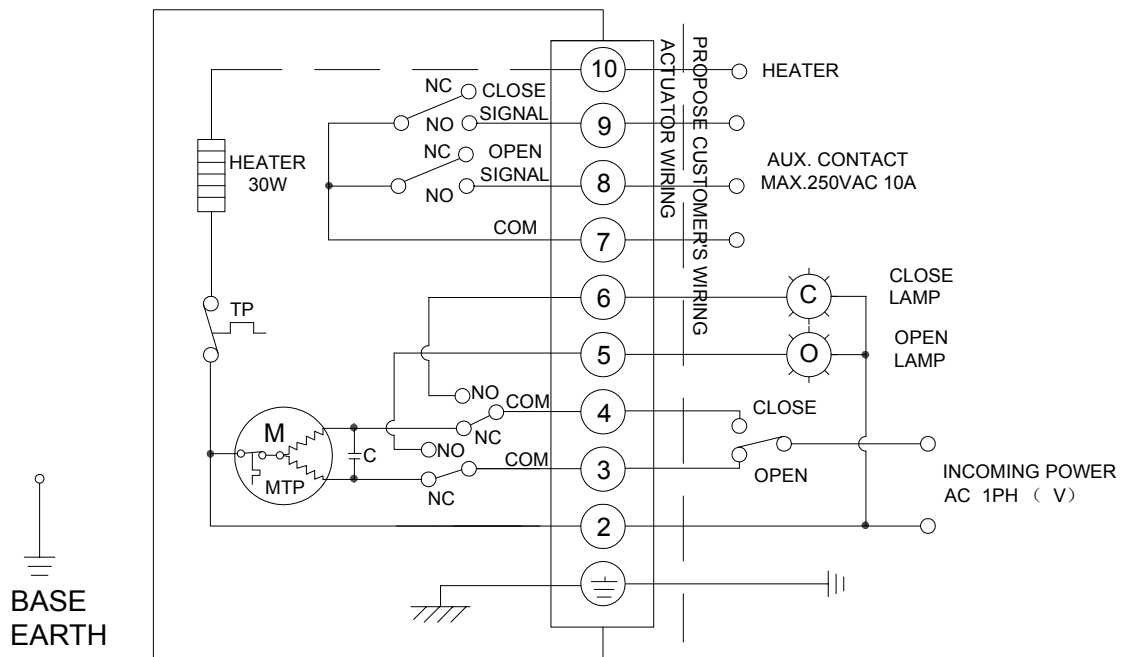 10
HEATER
NC
CLOSE
SIGNAL
NO
9
NC
OPEN
SIGNAL
NO
8
HEATER
30W
AUX. CONTACT
MAX.250VAC 10A
COM
7
ACTUATOR WIRING
PROPOSE CUSTOMER'S WIRING
6
C
CLOSE
LAMP
TP
5
O
OPEN
LAMP
NO
COM
4
CLOSE
NC
M
C
NO
COM
3
OPEN
MTP
NC
INCOMING POWER
AC 1PH （ V）
2
BASE
EARTH